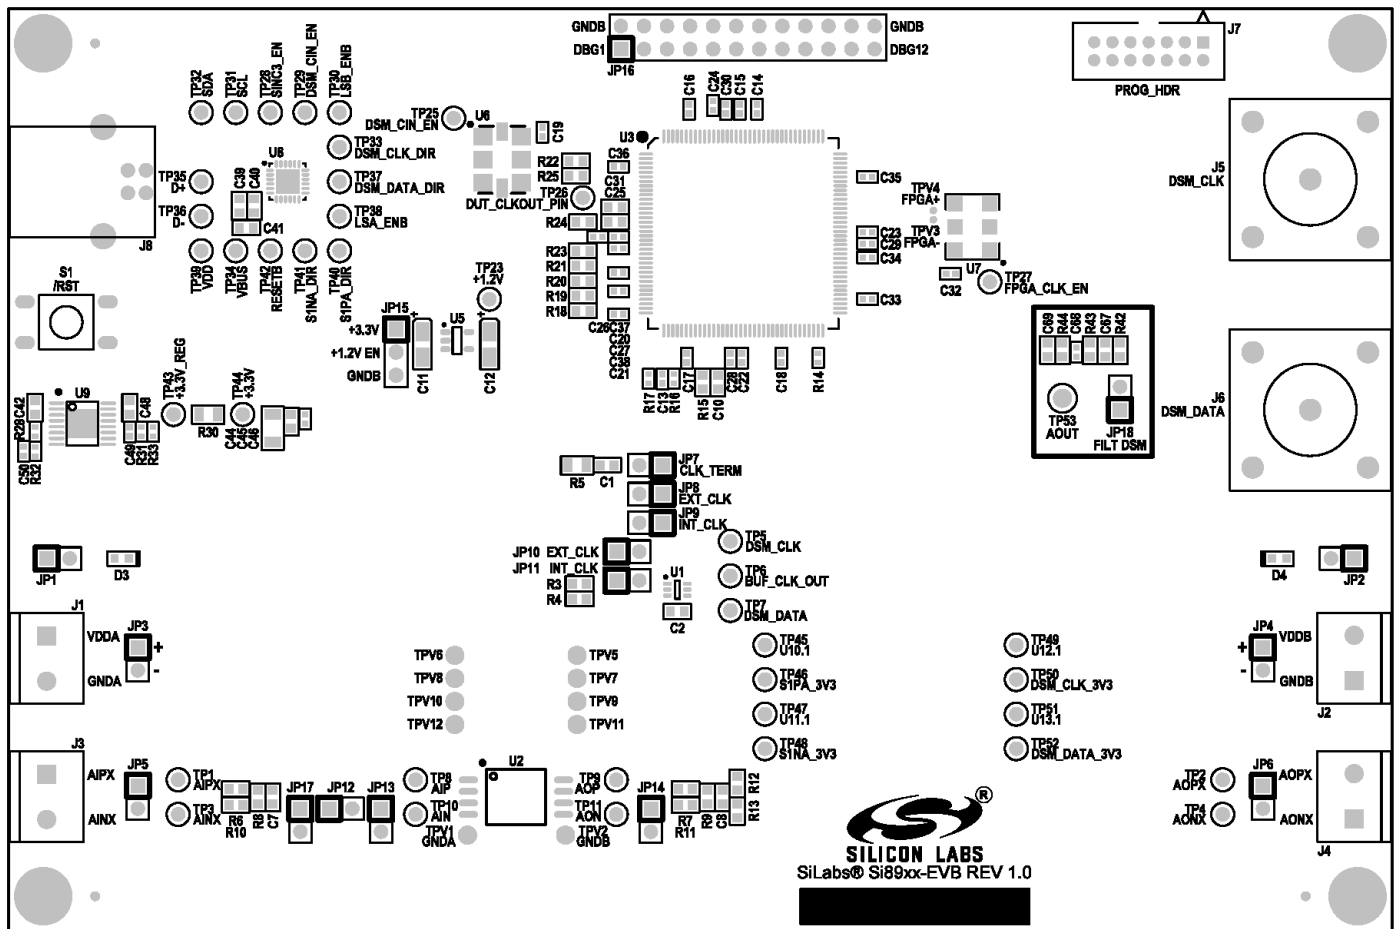 GNDB
GNDB
DBG1
DBG12
JP16
J7
PROG_HDR
TP32
SDA
TP31
SCL
TP28
SINC3_EN
TP29
DSM_CIN_EN
TP30
LSB_ENB
TP25
DSM_CIN_EN
U6
C19
C16
C24
C30
C15
C14
U3
TP33
DSM_CLK_DIR
U8
TP35
D+
C39
C40
TP37
DSM_DATA_DIR
TP36
D-
TP38
LSA_ENB
C41
J8
TP39
VDD
TP34
VBUS
TP42
RESETB
TP41
S1NA_DIR
TP40
S1PA_DIR
R22
R25
C36
C31
C25
TP26
DUT_CLKOUT_PIN
R24
R23
R21
R20
R19
R18
C26
C37
C20
C27
C38
C21
C35
C23
C29
C34
C33
TPV4
FPGA+
TPV3
FPGA-
U7
C32
TP27
FPGA_CLK_EN
J5
DSM_CLK
S1
/RST
TP23
+1.2V
JP15
+3.3V
+1.2V EN
GNDB
U5
C11
C12
R17
C13
R16
C17
R15
C10
C28
C22
C18
R14
C69
R44
C68
R43
C67
R42
TP53
AOUT
JP18
FILT DSM
J6
DSM_DATA
TP43
+3.3V_REG
TP44
+3.3V
U9
C42
R28
C50
R32
C48
C49
R31
R33
R30
C44
C45
C46
R5
C1
JP7
CLK_TERM
JP8
EXT_CLK
JP9
INT_CLK
JP10
EXT_CLK
JP11
INT_CLK
R3
R4
U1
C2
TP5
DSM_CLK
TP6
BUF_CLK_OUT
TP7
DSM_DATA
JP1
D3
D4
JP2
J1
VDDA
GNDA
JP3
+
-
TPV6
TPV8
TPV10
TPV12
TPV5
TPV7
TPV9
TPV11
TP45
U10.1
TP46
S1PA_3V3
TP47
U11.1
TP48
S1NA_3V3
TP49
U12.1
TP50
DSM_CLK_3V3
TP51
U13.1
TP52
DSM_DATA_3V3
JP4
+
-
VDDB
GNDB
J2
J3
AIPX
AINX
JP5
TP1
AIPX
TP3
AINX
R6
R10
R8
C7
JP17
JP12
JP13
TP8
AIP
TP10
AIN
TPV1
GNDA
U2
TP9
AOP
TP11
AON
TPV2
GNDB
JP14
R7
R11
R9
C8
R12
R13
TP2
AOPX
TP4
AONX
JP6
AOPX
AONX
J4
®
SILICON LABS
SiLabs® Si89xx-EVB REV 1.0